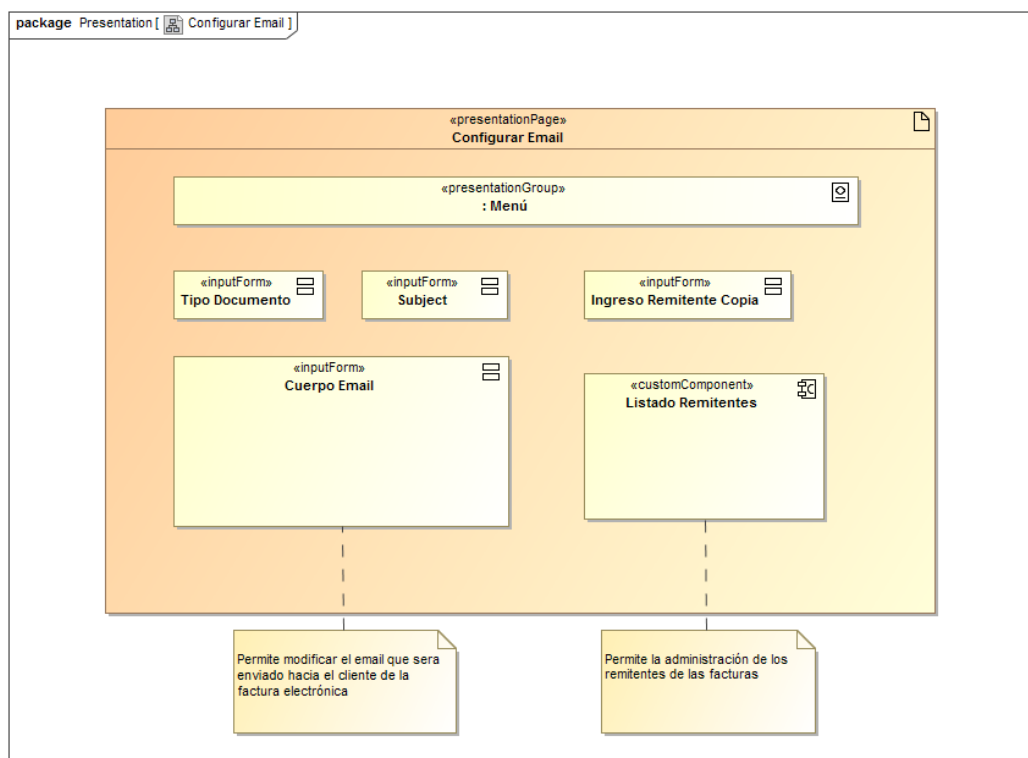 package Presentation [ Configurar Email ]
«presentationPage»
Configurar Email
«presentationGroup»
: Menú
«inputForm»
Tipo Documento
«inputForm»
Subject
«inputForm»
Ingreso Remitente Copia
«inputForm»
Cuerpo Email
«customComponent»
Listado Remitentes
Permite modificar el email que sera
enviado hacia el cliente de la
factura electrónica
Permite la administración de los
remitentes de las facturas